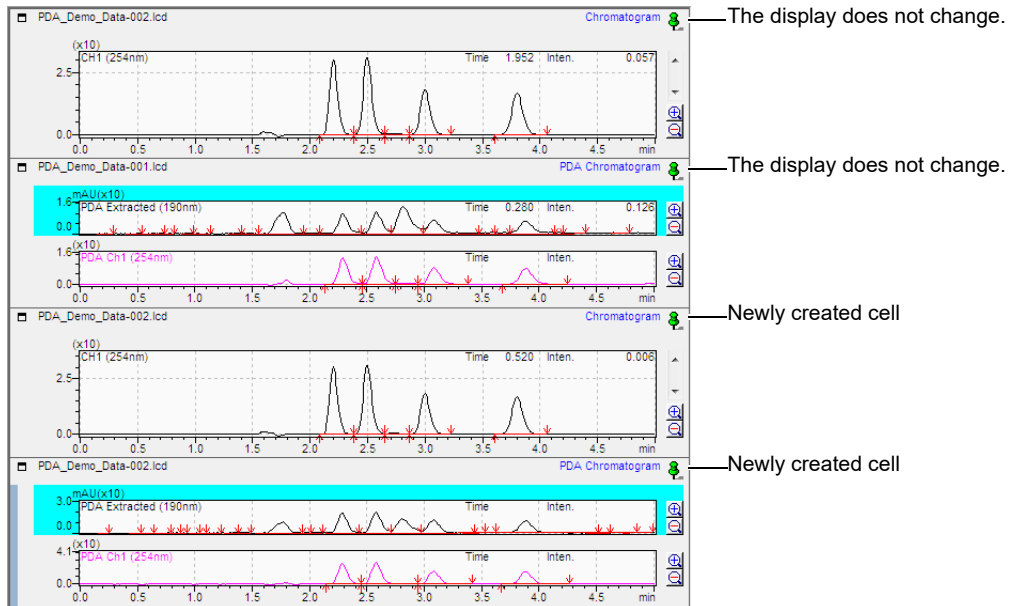 PDA_Demo_Data-002.lcd Chromatogram The display does not change.
(x10)
CH1 (254nm) Time 1.952 Inten. 0.057
2.5
0.0
0.0 0.5 1.0 1.5 2.0 2.5 3.0 3.5 4.0 4.5 min
PDA_Demo_Data-001.lcd PDA Chromatogram The display does not change.
mAU(x10)
1.6 PDA Extracted (190nm) Time 0.280 Inten. 0.126
0.0
(x10)
1.6 PDA Ch1 (254nm)
0.0
0.0 0.5 1.0 1.5 2.0 2.5 3.0 3.5 4.0 4.5 min
PDA_Demo_Data-002.lcd Chromatogram Newly created cell
(x10)
CH1 (254nm) Time 0.520 Inten. 0.006
2.5
0.0
0.0 0.5 1.0 1.5 2.0 2.5 3.0 3.5 4.0 4.5 min
PDA_Demo_Data-002.lcd PDA Chromatogram Newly created cell
mAU(x10)
3.0 PDA Extracted (190nm) Time Inten.
0.0
(x10)
4.1 PDA Ch1 (254nm) Time Inten.
0.0
0.0 0.5 1.0 1.5 2.0 2.5 3.0 3.5 4.0 4.5 min